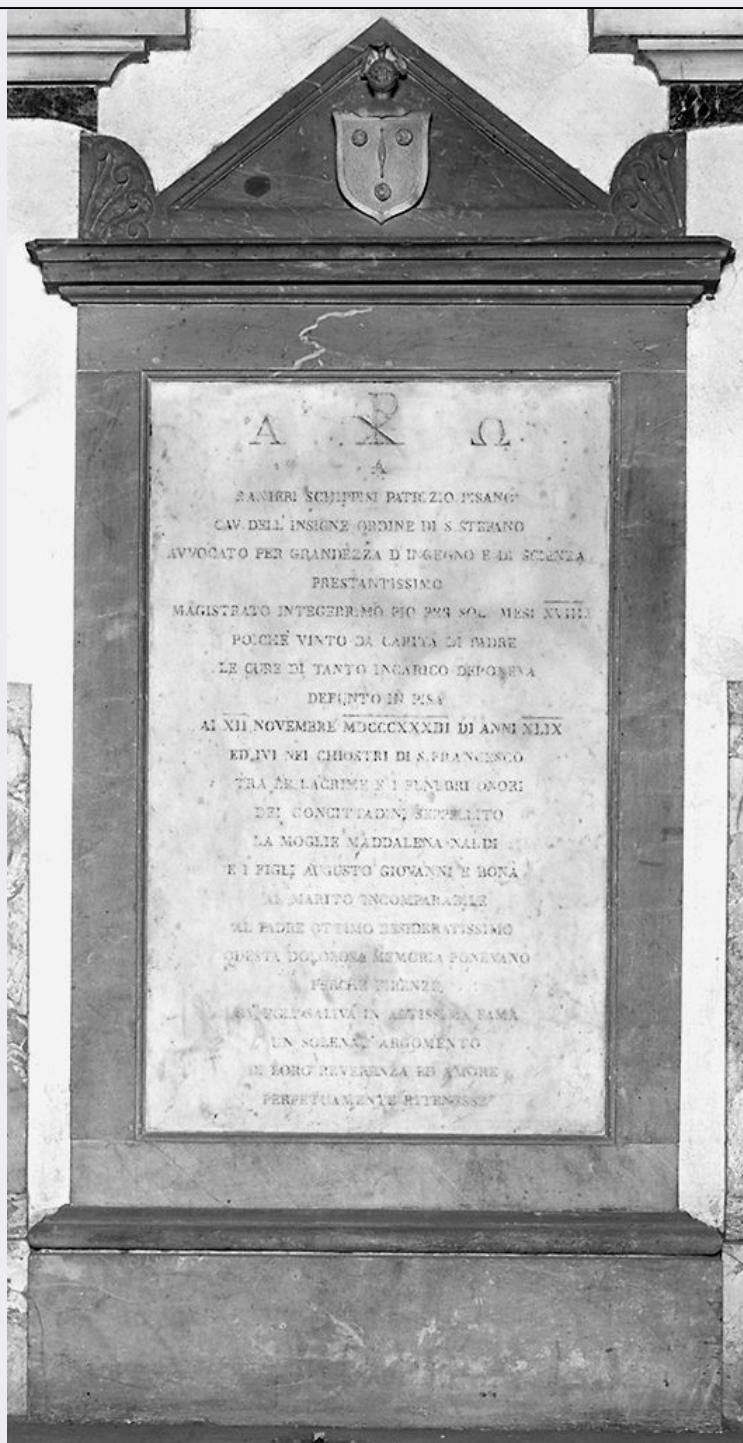 Α ☧ Ω
A
RANIERI SCHIPPISI PATRIZIO PISANO
CAV. DELL'INSIGNE ORDINE DI S. STEFANO
AVVOCATO PER GRANDEZZA D'INGEGNO E DI SCIENZA
PRESTANTISSIMO
MAGISTRATO INTEGERRIMO PIO PER SOLI MESI
POICHÈ VINTO DA CARITÀ DI PADRE
LE CURE DI TANTO INCARICO DEPONEVA
DEFUNTO IN PISA
AI XII NOVEMBRE MDCCCXXXIII DI ANNI XLIX
ED IVI NEI CHIOSTRI DI S. FRANCESCO
TRA LE LACRIME E I FUNEBRI ONORI
DEI CONCITTADINI SEPPELLITO
LA MOGLIE MADDALENA NALDI
E I FIGLI AUGUSTO GIOVANNI E BONA
AL MARITO INCOMPARABILE
AL PADRE OTTIMO DESIDERATISSIMO
QUESTA DOLOROSA MEMORIA PONEVANO
PERCHÈ FIRENZE
SALIVA IN ALTISSIMA FAMA
UN SOLENNE ARGOMENTO
DI LORO REVERENZA ED AMORE
PERPETUAMENTE RITENESSE